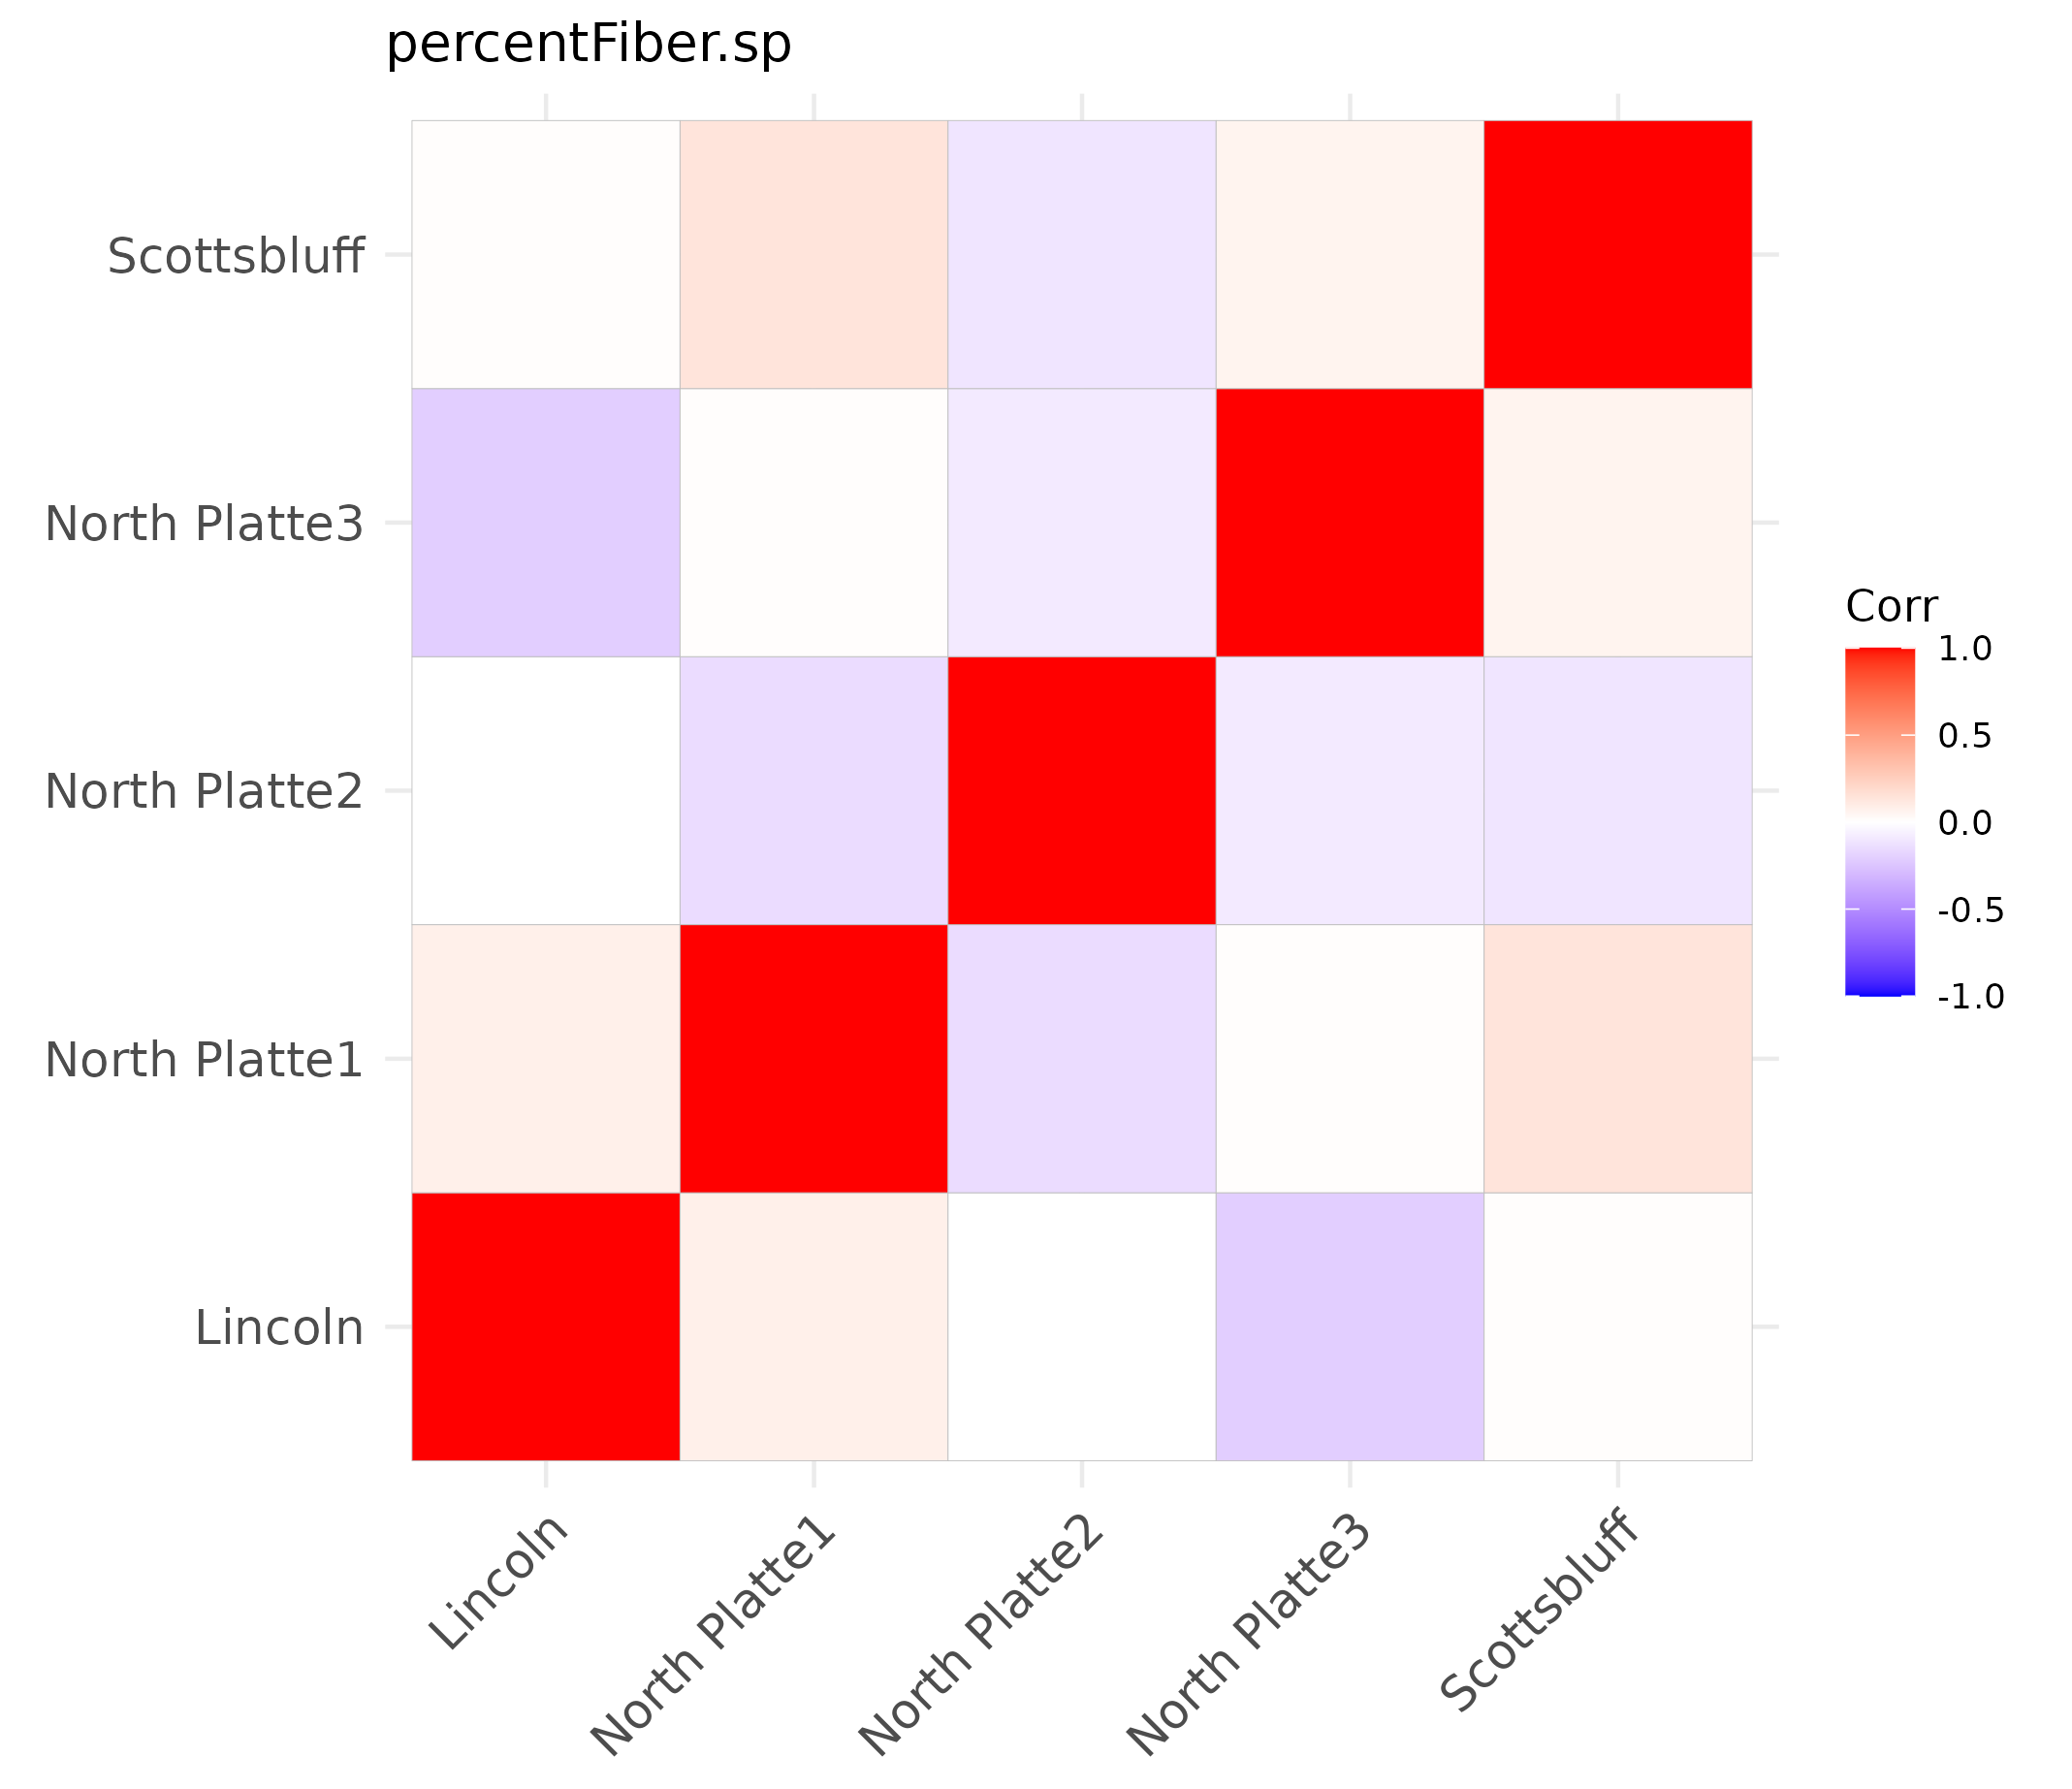 percentFiber.sp
Scottsbluff
North Platte3
North Platte2
North Platte1
Lincoln
Lincoln
North Platte1
North Platte2
North Platte3
Scottsbluff
Corr
1.0
0.5
0.0
-0.5
-1.0